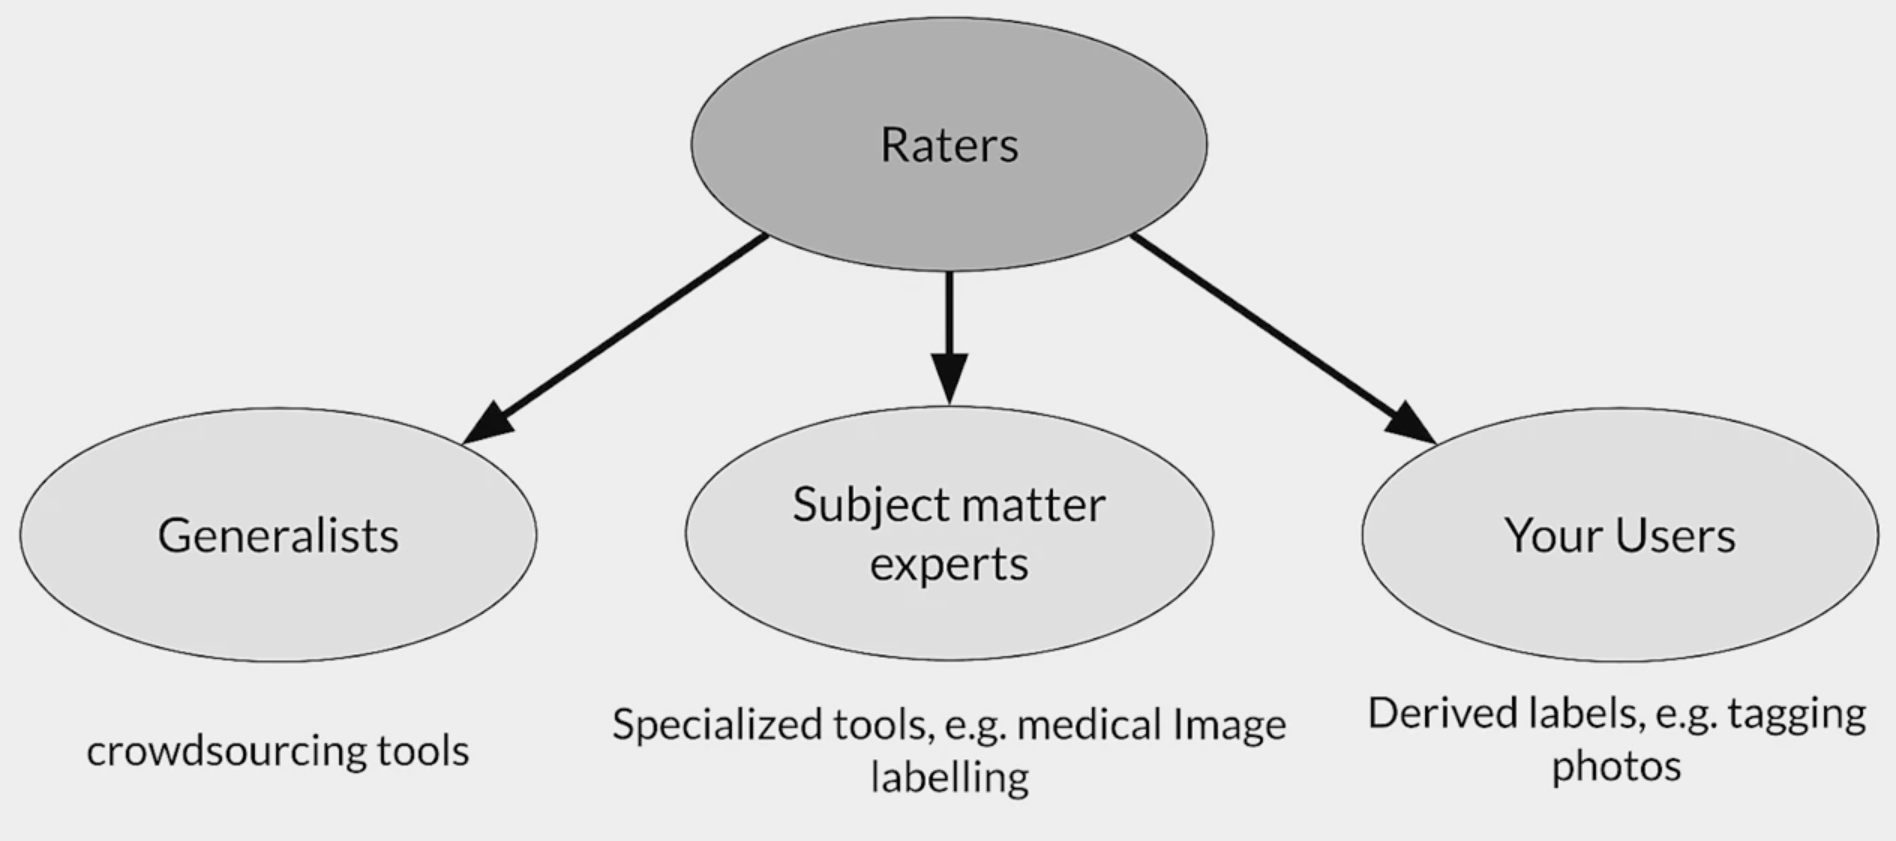 Raters
Generalists
Subject matter
experts
Your Users
crowdsourcing tools
Specialized tools, e.g. medical Image
labelling
Derived labels, e.g. tagging
photos